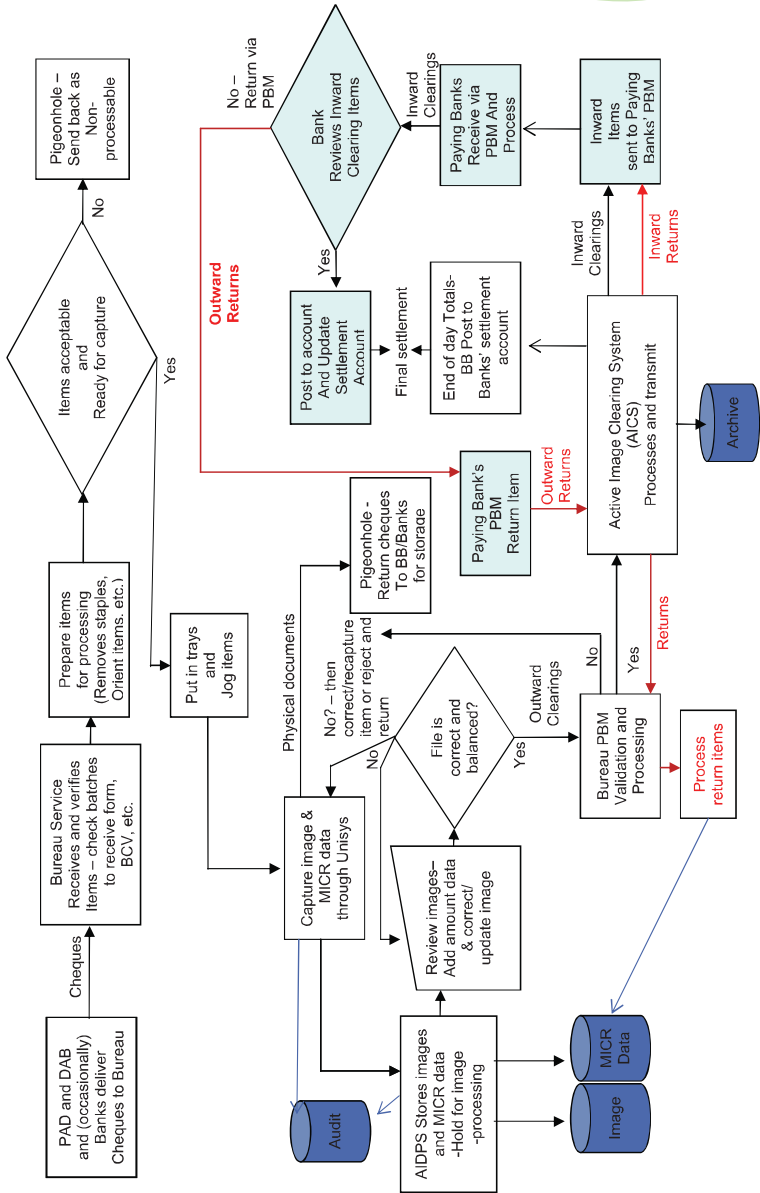 PAD and DAB
and (occasionally)
Banks deliver
Cheques to Bureau
Cheques
Bureau Service
Receives and verifies
Items – check batches
to receive form,
BCV, etc.
Prepare items
for processing
(Removes staples,
Orient items. etc.)
Items acceptable
and
Ready for capture
No
Pigeonhole –
Send back as
Non-
processable
Yes
Put in trays
and
Jog items
Capture image &
MICR data
through Unisys
Physical documents
Pigeonhole -
Return cheques
To BB/Banks
for storage
Audit
AIDPS Stores images
and MICR data
-Hold for image
-processing
Image
MICR
Data
Review images–
Add amount data
& correct/
update image
No
No? – then
correct/recapture
item or reject and
return
File is
correct and
balanced?
Yes
Outward
Clearings
Bureau PBM
Validation and
Processing
No
Yes
Returns
Process
return items
Active Image Clearing System
(AICS)
Processes and transmit
Archive
Paying Bank's
PBM
Return Item
Outward
Returns
End of day Totals-
BB Post to
Banks' settlement
account
Final settlement
Post to account
And Update
Settlement
Account
Yes
Outward
Returns
Bank
Reviews Inward
Clearing Items
No –
Return via
PBM
Inward
Clearings
Paying Banks
Receive via
PBM And
Process
Inward
Items
sent to Paying
Banks' PBM
Inward
Clearings
Inward
Returns